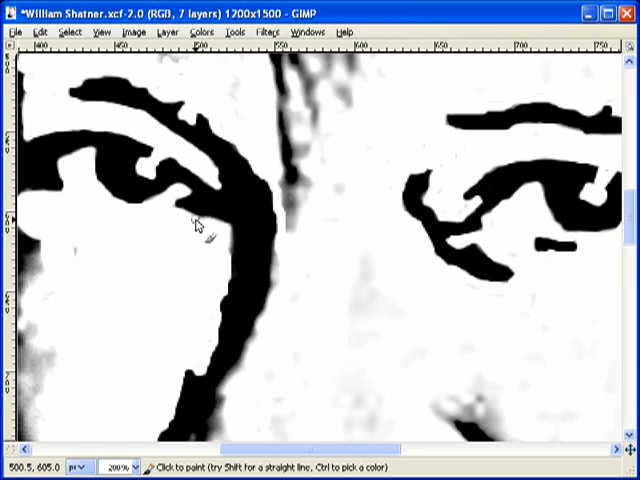 *William Shatner.xcf-2.0 (RGB, 7 layers) 1200x1500 – GIMP
File Edit Select View Image Layer Colors Tools Filters Windows Help
400 450 500 550 600 650 700 750
500.5, 605.0 px 200% Click to paint (try Shift for a straight line, Ctrl to pick a color)